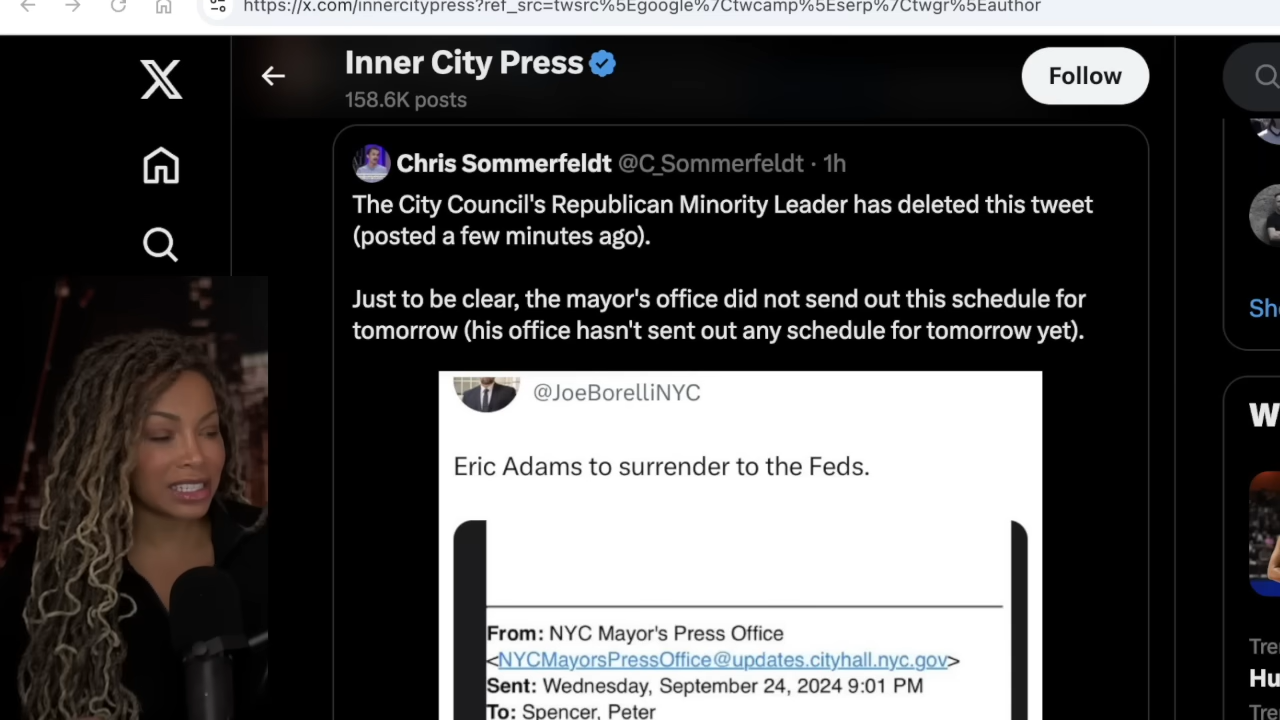 https://x.com/innercitypress?ref_src=twsrc%5Egoogle%7Ctwcamp%5Eserp%7Ctwgr%5Eauthor
Inner City Press
158.6K posts
Follow
Chris Sommerfeldt @C_Sommerfeldt · 1h
The City Council's Republican Minority Leader has deleted this tweet
(posted a few minutes ago).
Just to be clear, the mayor's office did not send out this schedule for
tomorrow (his office hasn't sent out any schedule for tomorrow yet).
@JoeBorelliNYC
Eric Adams to surrender to the Feds.
From: NYC Mayor's Press Office
<NYCMayorsPressOffice@updates.cityhall.nyc.gov>
Sent: Wednesday, September 24, 2024 9:01 PM
To: Spencer, Peter